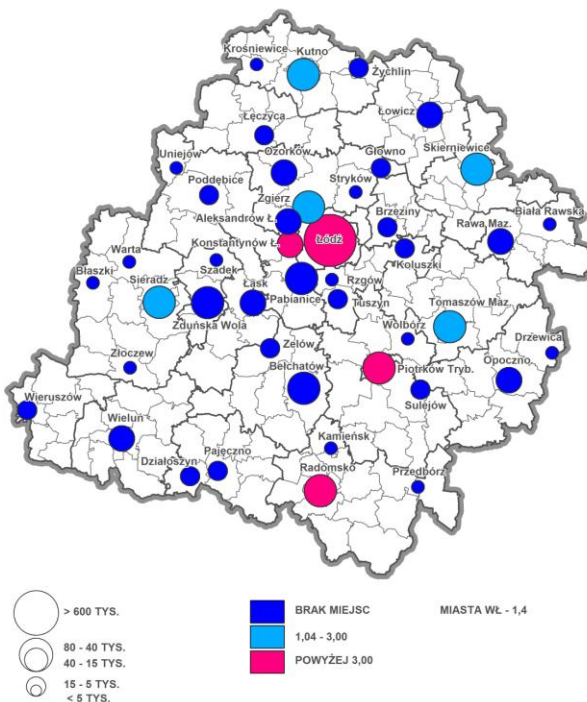 Krośniewice
Kutno
Żychlin
Łęczyca
Łowicz
Uniejów
Ozorków
Głowno
Skierniewice
Poddębice
Stryków
Zgierz
Aleksandrów Ł.
Brzeziny
Biała Rawska
Warta
Konstantynów Ł.
Łódź
Rawa Maz.
Błaszki
Szadek
Koluszki
Sieradz
Łask
Rzgów
Pabianice
Tuszyn
Tomaszów Maz.
Zduńska Wola
Wolbórz
Drzewica
Złoczew
Zelów
Bełchatów
Piotrków Tryb.
Opoczno
Wieruszów
Sulejów
Wieluń
Kamieńsk
Działoszyn
Pajęczno
Radomsko
Przedbórz
> 600 TYS.
80 - 40 TYS.
40 - 15 TYS.
15 - 5 TYS.
< 5 TYS.
BRAK MIEJSC
1,04 - 3,00
POWYŻEJ 3,00
MIASTA WŁ - 1,4